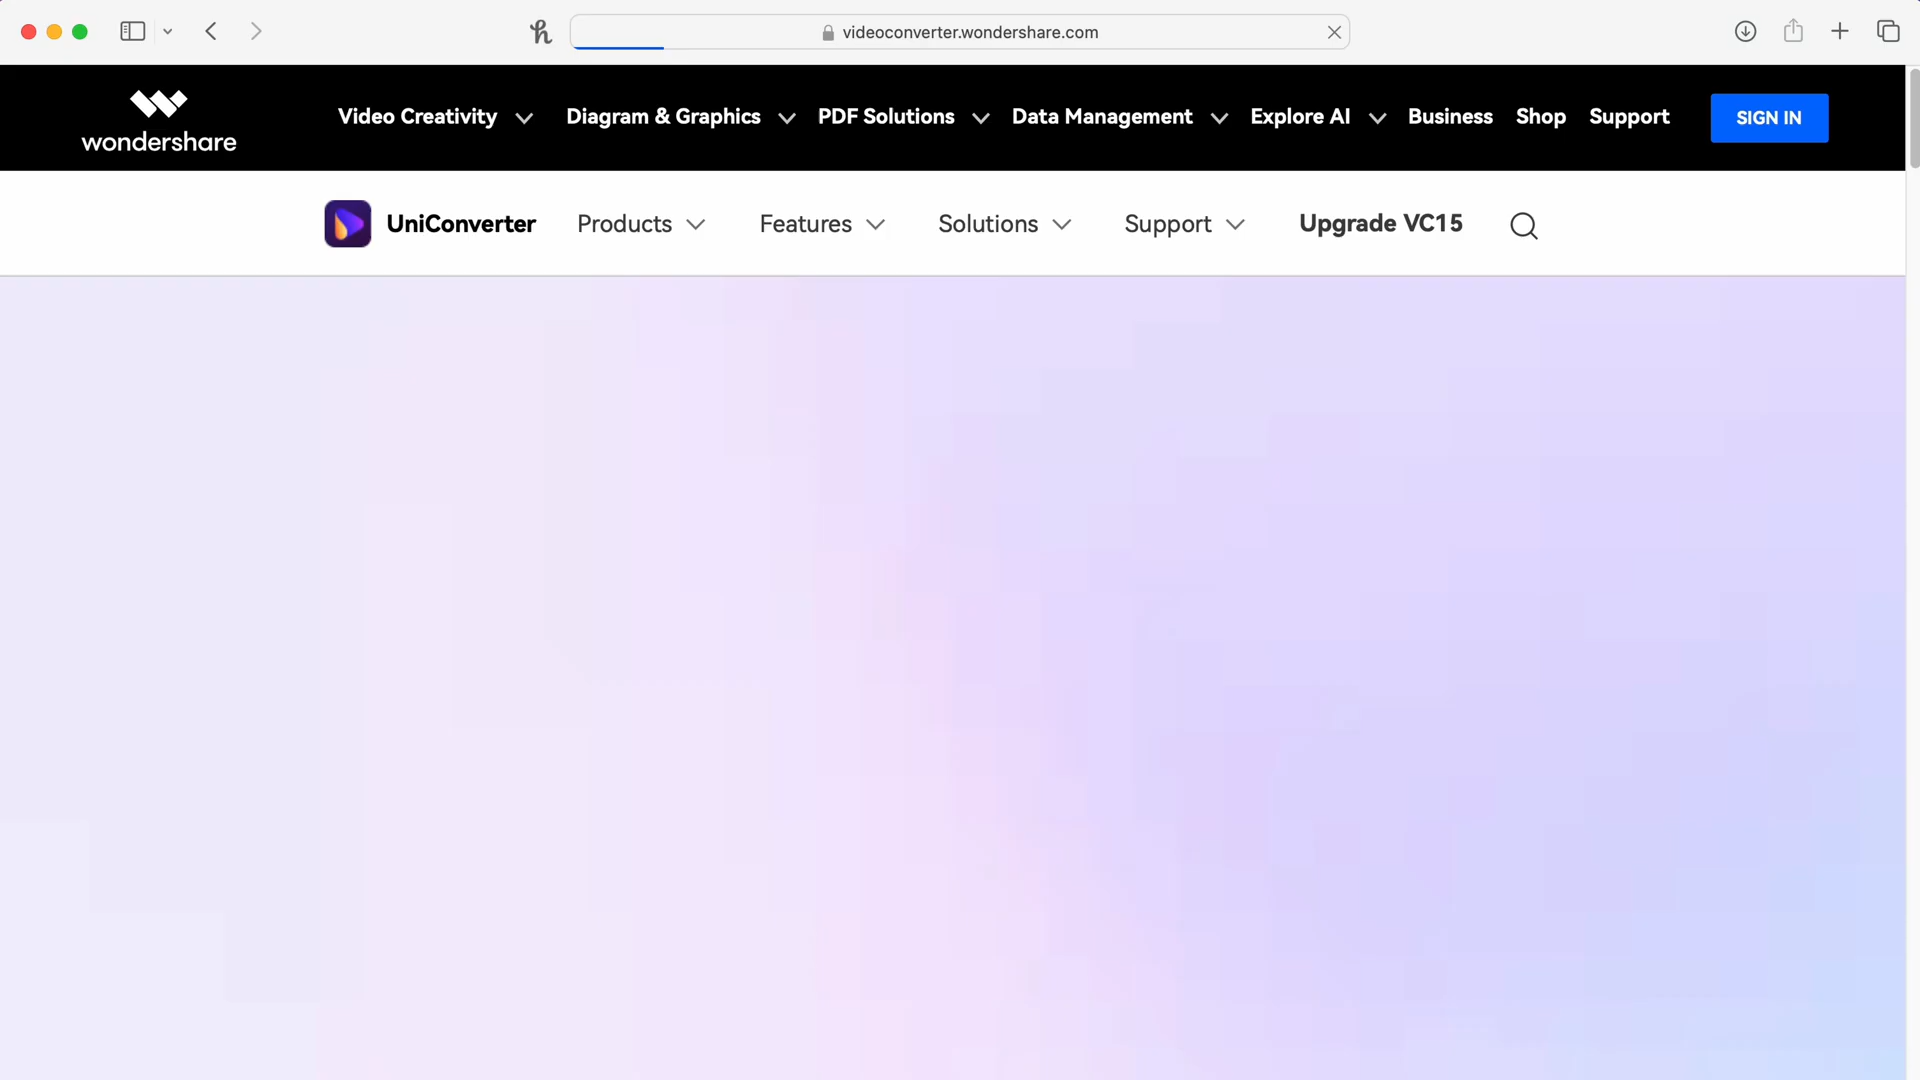 videoconverter.wondershare.com
wondershare
Video Creativity Diagram & Graphics PDF Solutions Data Management Explore AI Business Shop Support SIGN IN
UniConverter Products Features Solutions Support Upgrade VC15